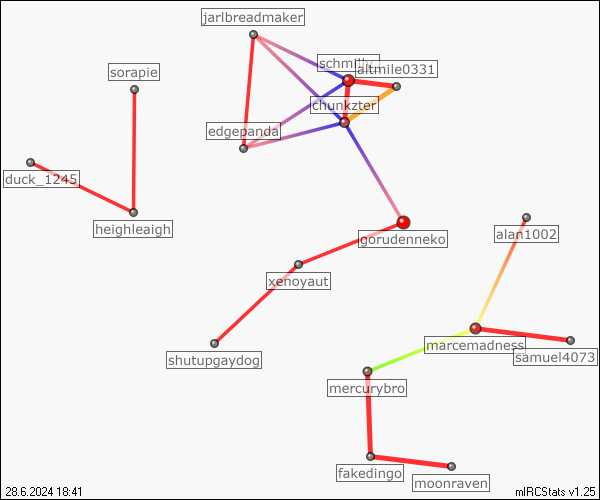 jarlbreadmaker
altmile0331
sorapie
chunkzter
edgepanda
duck_1245
heighleaigh
alan1002
gorudenneko
xenoyaut
marcemadness
samuel4073
shutupgaydog
mercurybro
fakedingo
moonraven
28.6.2024 18:41
mIRCStats v1.25